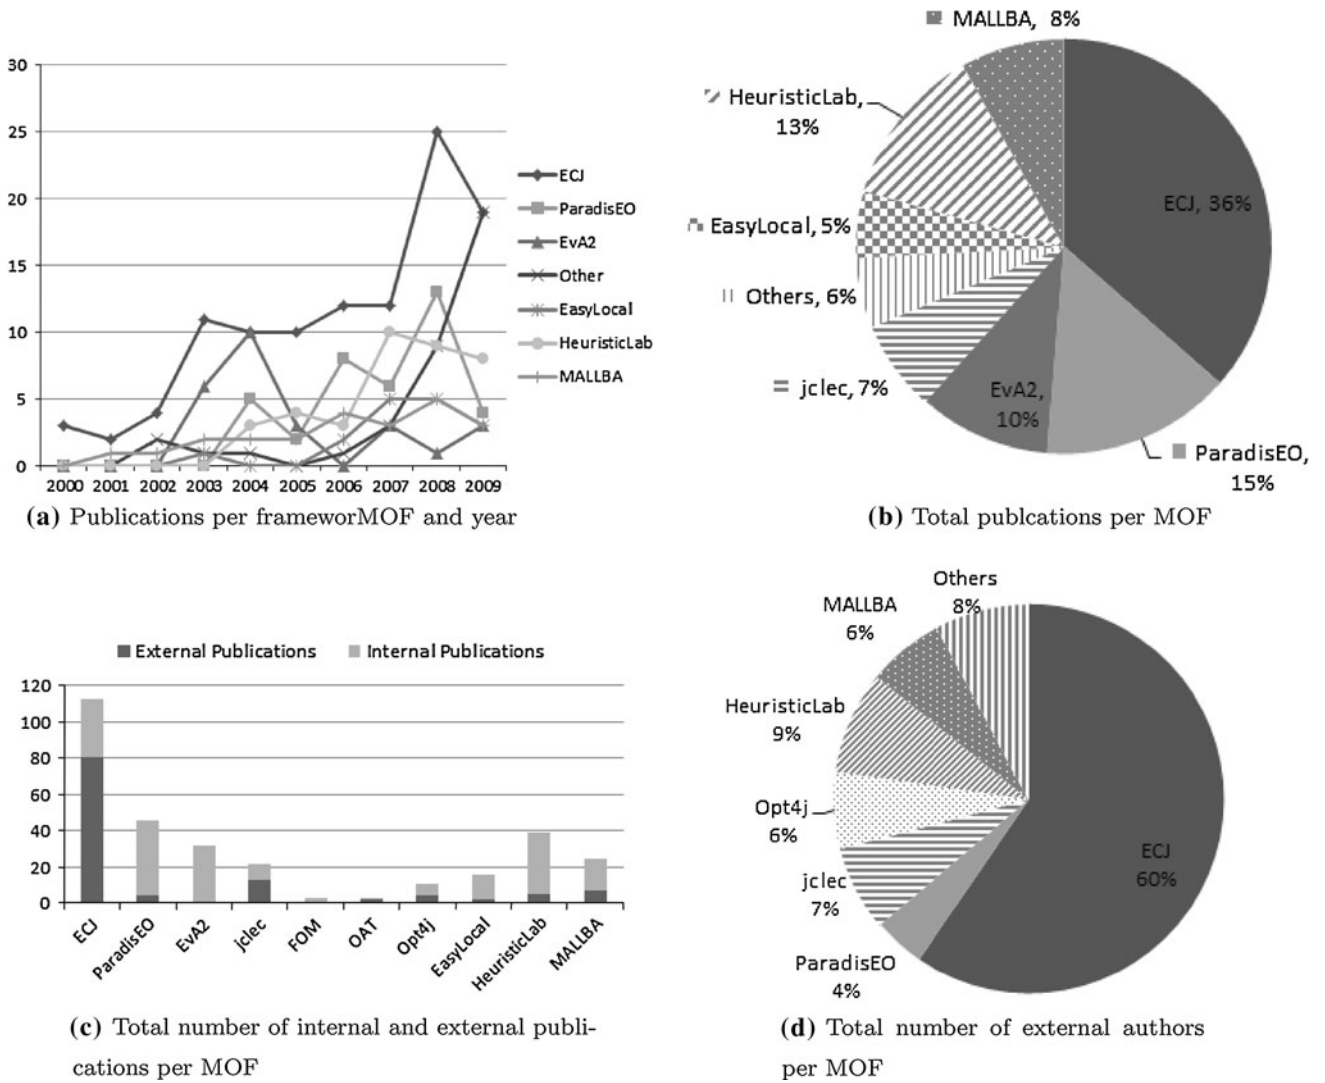 30
25
20
15
10
5
0
2000 2001 2002 2003 2004 2005 2006 2007 2008 2009
ECJ
ParadisEO
EvA2
Other
EasyLocal
HeuristicLab
MALLBA
(a) Publications per frameworMOF and year
MALLBA, 8%
HeuristicLab,
13%
ECJ, 36%
EasyLocal, 5%
Others, 6%
jclec, 7%
EvA2,
10%
ParadisEO,
15%
(b) Total publcations per MOF
External Publications Internal Publications
120
100
80
60
40
20
0
ECJ
ParadisEO
EvA2
jclec
FOM
OAT
Opt4j
EasyLocal
HeuristicLab
MALLBA
(c) Total number of internal and external publi-
cations per MOF
Others
8%
MALLBA
6%
HeuristicLab
9%
Opt4j
6%
ECJ
60%
jclec
7%
ParadisEO
4%
(d) Total number of external authors
per MOF